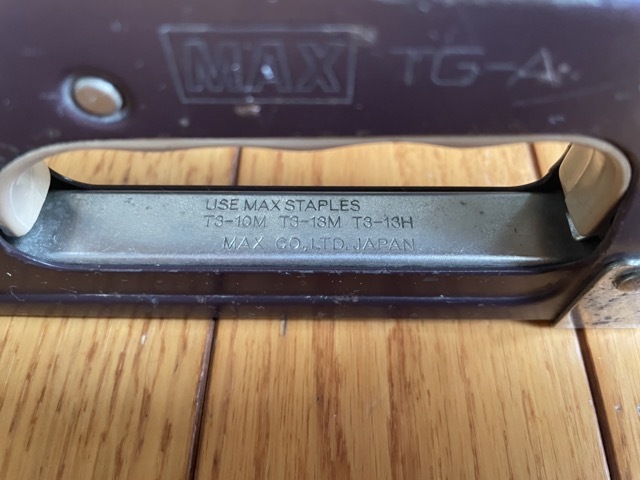 MAX TG-A
USE MAX STAPLES
T3-10M T3-13M T3-13H
MAX CO.,LTD. JAPAN